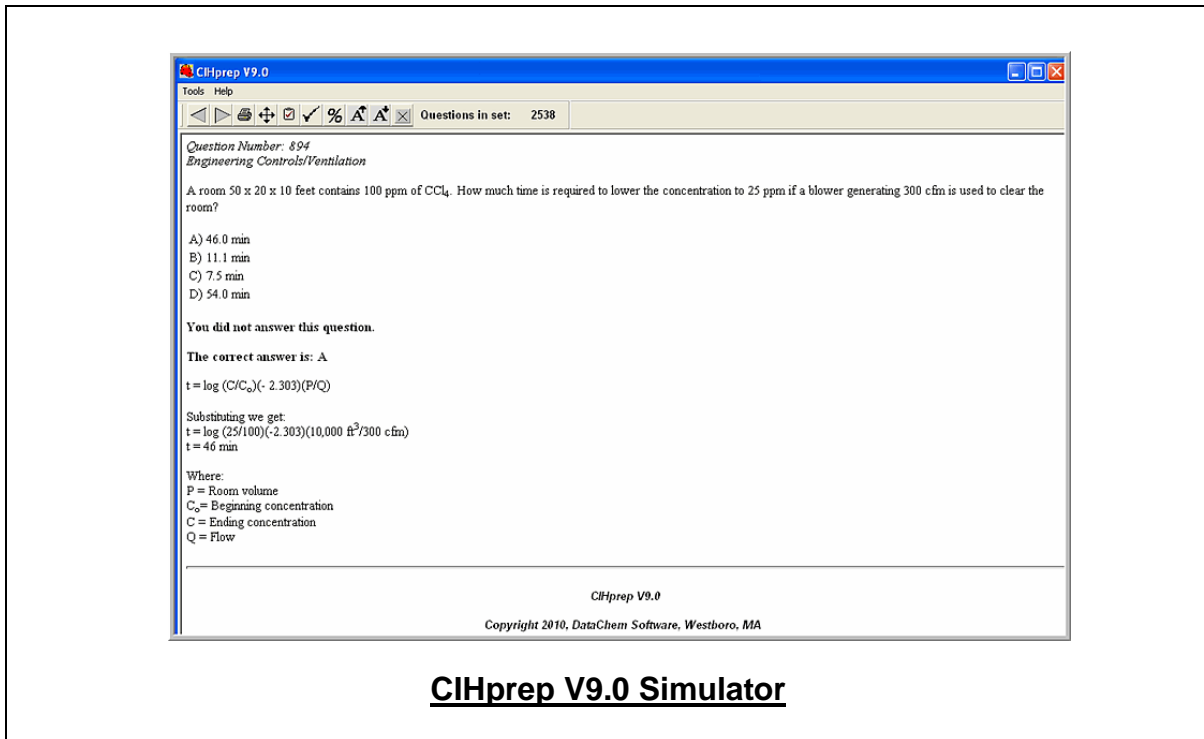 CIHprep V9.0
Tools Help
Questions in set: 2538
Question Number: 894
Engineering Controls/Ventilation
A room 50 x 20 x 10 feet contains 100 ppm of CCl₄. How much time is required to lower the concentration to 25 ppm if a blower generating 300 cfm is used to clear the
room?
A) 46.0 min
B) 11.1 min
C) 7.5 min
D) 54.0 min
You did not answer this question.
The correct answer is: A
t = log (C/Cₒ)(- 2.303)(P/Q)
Substituting we get:
t = log (25/100)(-2.303)(10,000 ft³/300 cfm)
t = 46 min
Where:
P = Room volume
Cₒ= Beginning concentration
C = Ending concentration
Q = Flow
CIHprep V9.0
Copyright 2010, DataChem Software, Westboro, MA
CIHprep V9.0 Simulator